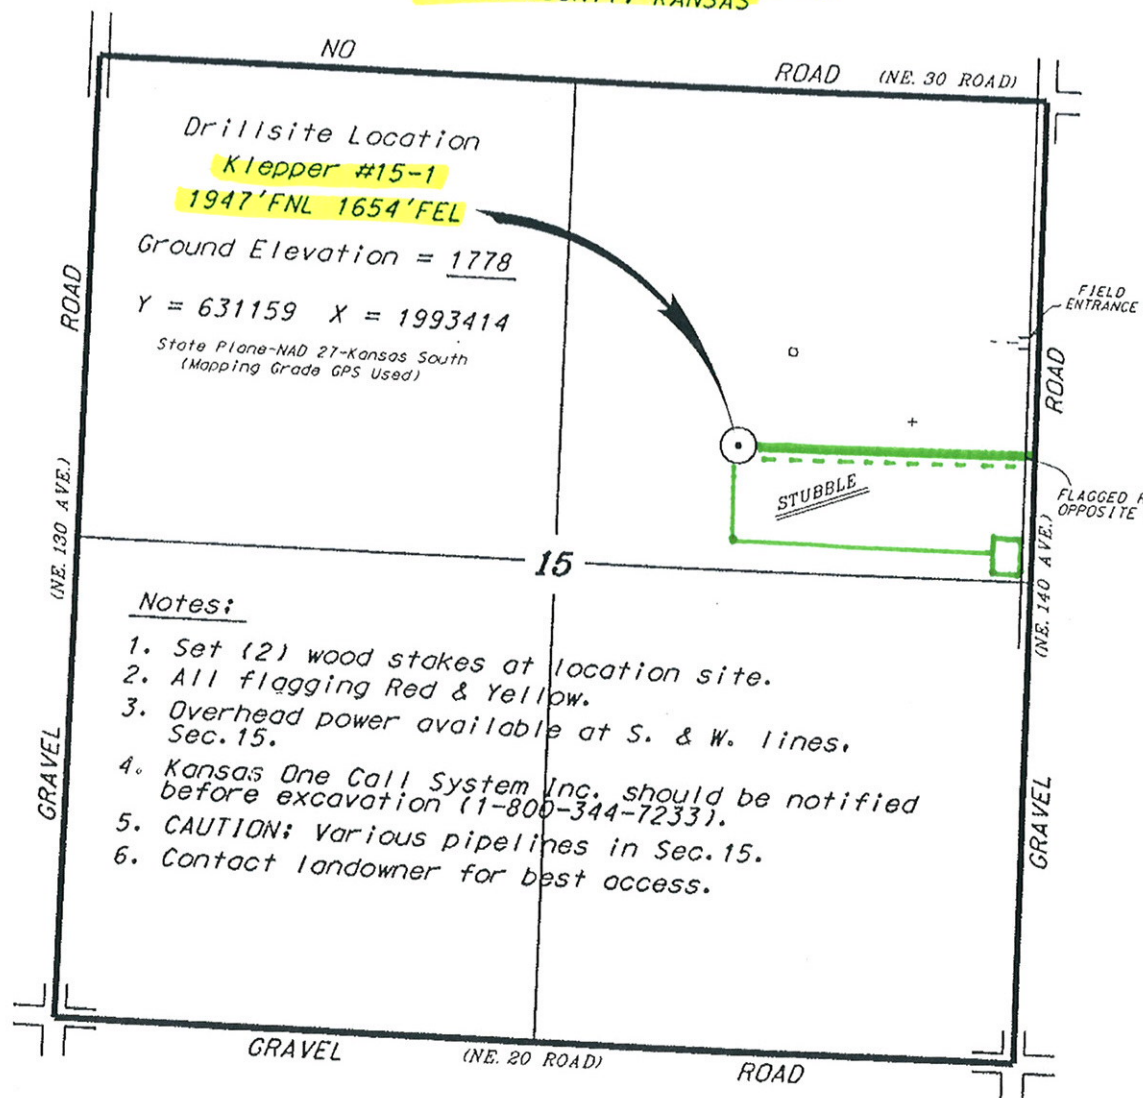 KANSAS
NO ROAD (NE. 30 ROAD)
Drillsite Location
Klepper #15-1
1947'FNL 1654'FEL
Ground Elevation = 1778
Y = 631159 X = 1993414
State Plane-NAD 27-Kansas South
(Mapping Grade GPS Used)
ROAD
(NE. 130 AVE.)
GRAVEL
FIELD
ENTRANCE
ROAD
STUBBLE
FLAGGED
OPPOSITE
(NE. 140 AVE.)
GRAVEL
15
Notes:
1. Set (2) wood stakes at location site.
2. All flagging Red & Yellow.
3. Overhead power available at S. & W. lines,
Sec. 15.
4. Kansas One Call System Inc. should be notified
before excavation (1-800-344-7233).
5. CAUTION: Various pipelines in Sec. 15.
6. Contact landowner for best access.
GRAVEL (NE. 20 ROAD) ROAD